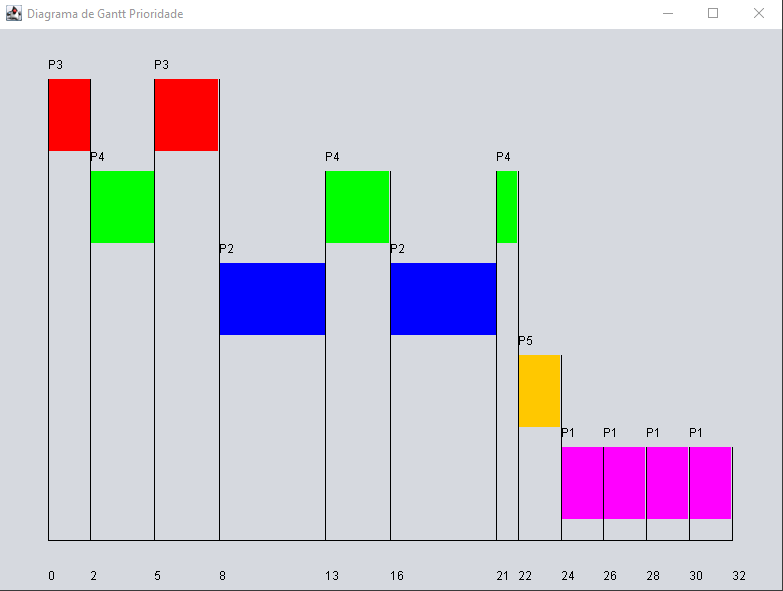 Diagrama de Gantt Prioridade
P3 P3
P4 P4 P4
P2 P2
P5
P1 P1 P1 P1
0 2 5 8 13 16 21 22 24 26 28 30 32